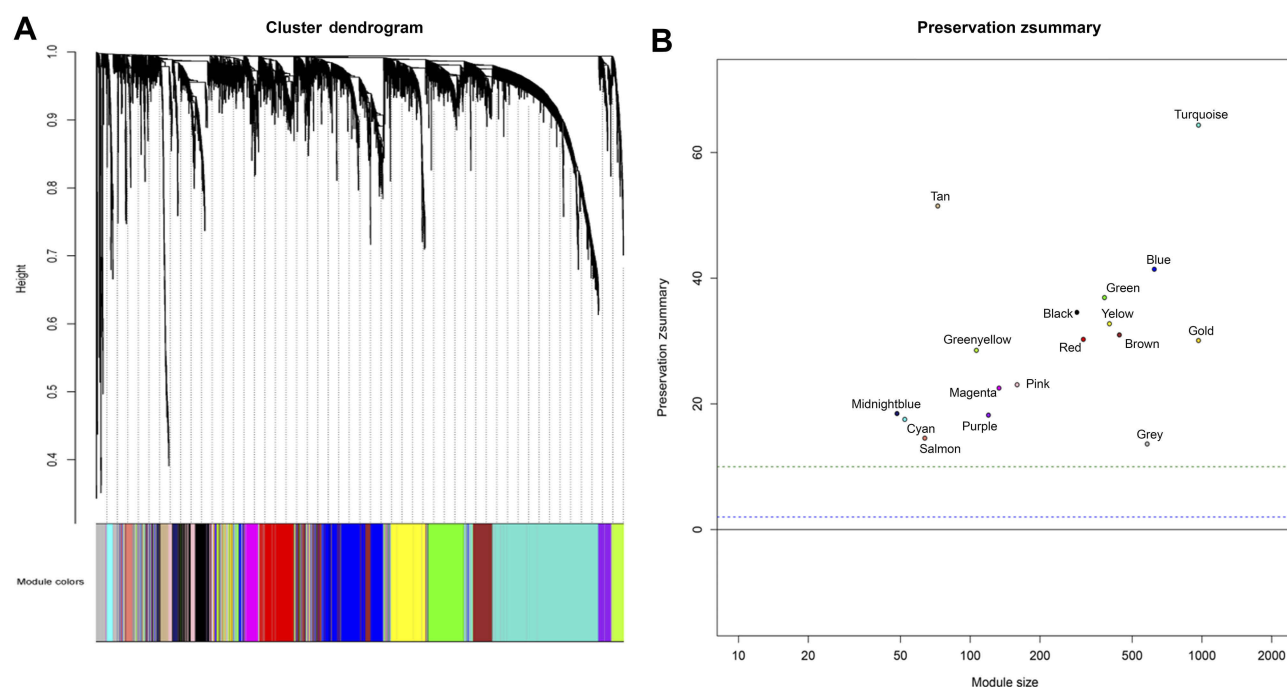 A
Cluster dendrogram
1.0
0.9
0.8
0.7
0.6
0.5
0.4
Height
Module colors
B
Preservation zsummary
60
40
20
0
Preservation zsummary
Turquoise
Tan
Blue
Green
Black
Yelow
Gold
Red
Brown
Greenyellow
Magenta
Pink
Midnightblue
Cyan
Purple
Grey
Salmon
10
20
50
100
200
500
1000
2000
Module size